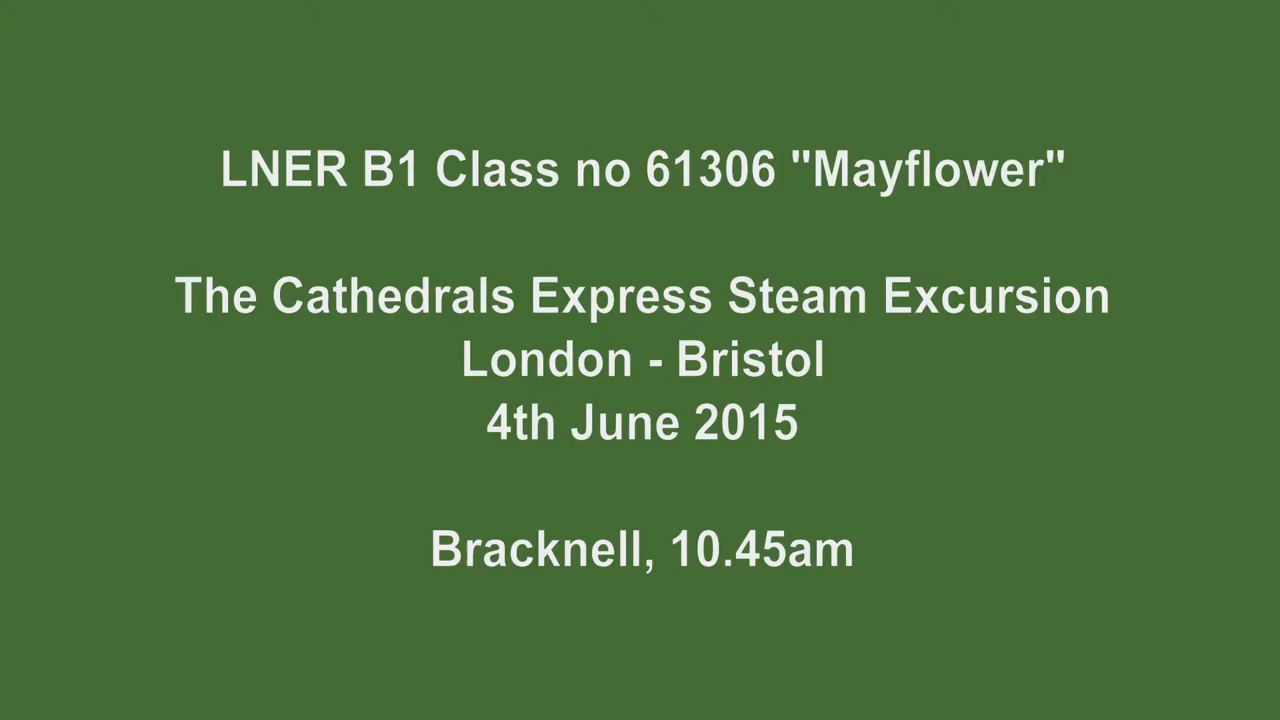 LNER B1 Class no 61306 "Mayflower"
The Cathedrals Express Steam Excursion
London - Bristol
4th June 2015
Bracknell, 10.45am